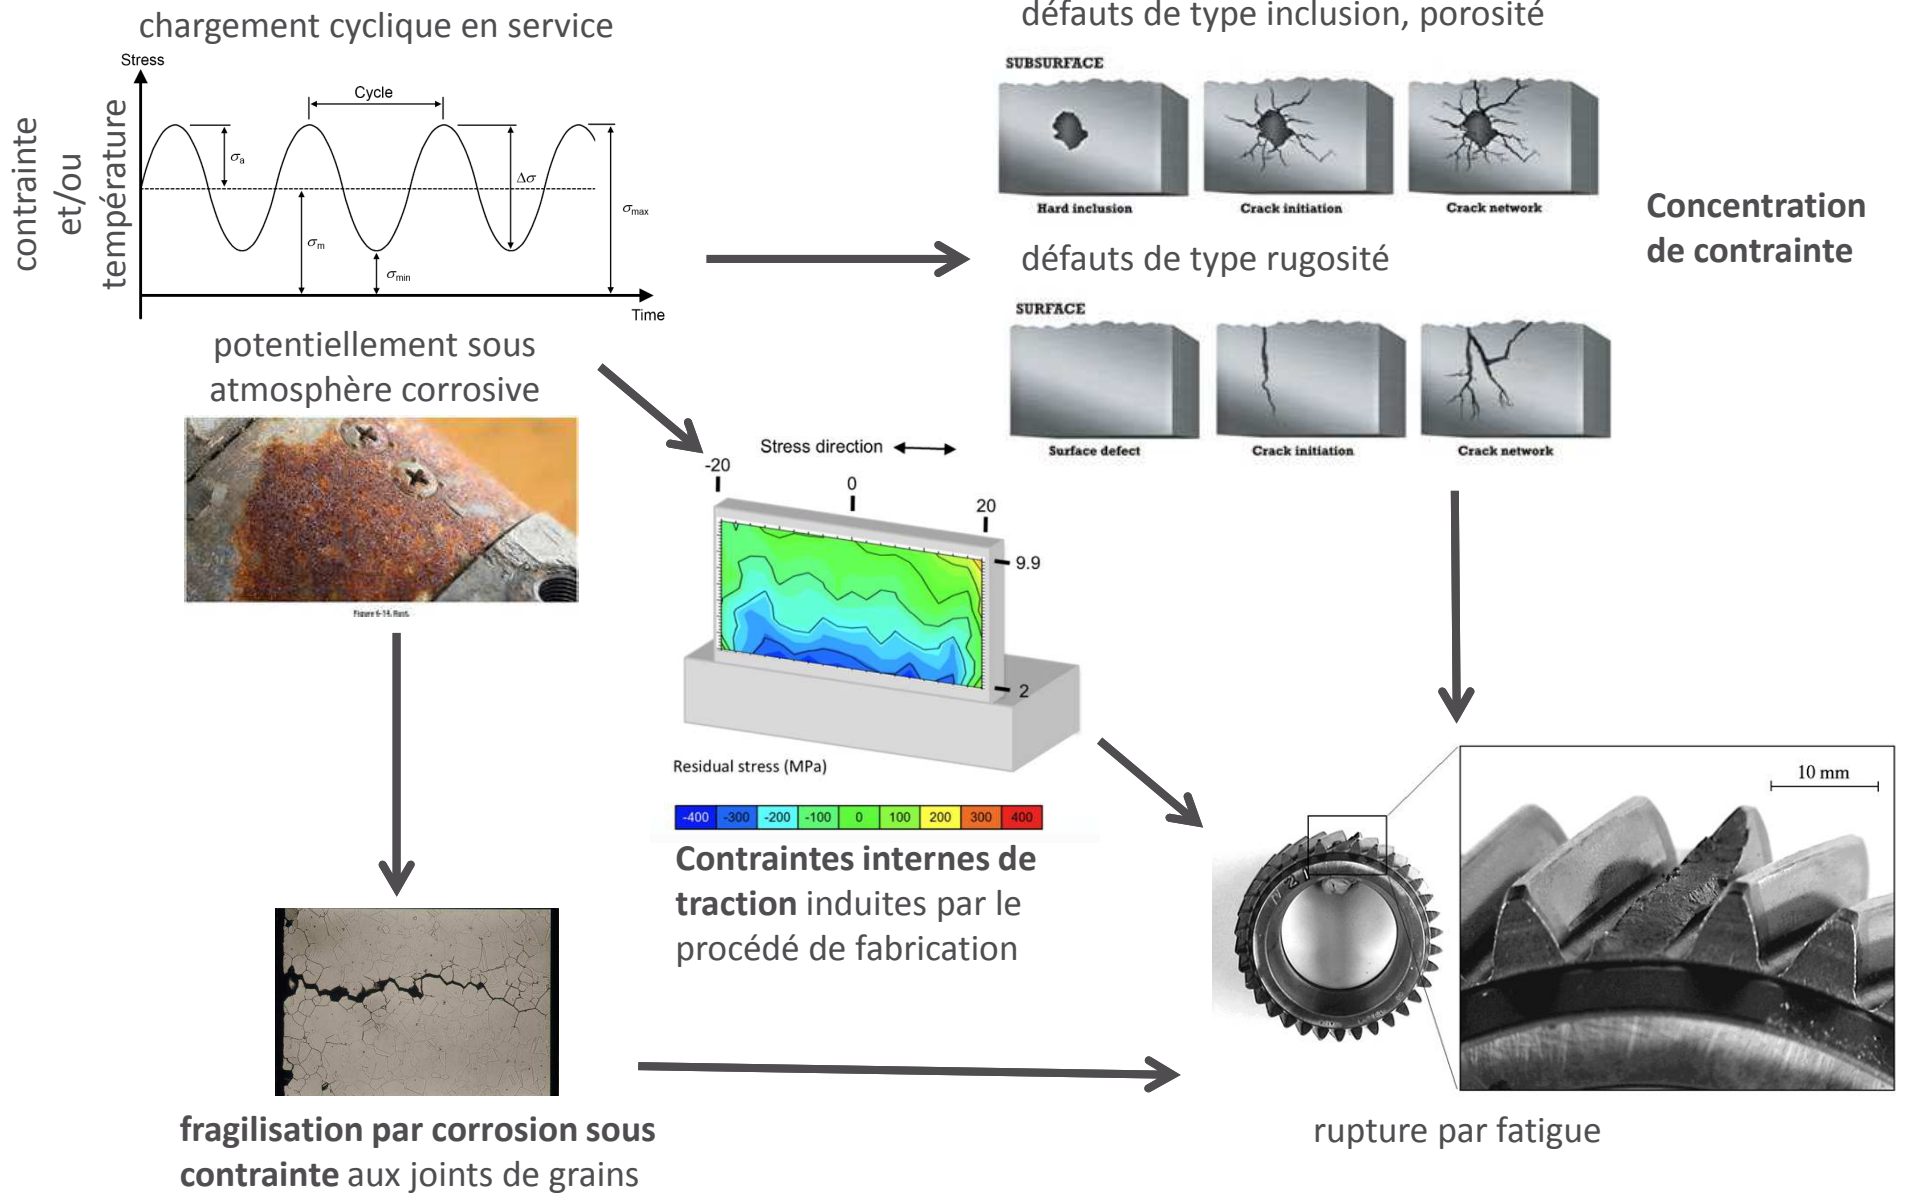 chargement cyclique en service
Stress
contrainte
et/ou
température
Cycle
σa
Δσ
σmax
σm
σmin
Time
potentiellement sous
atmosphère corrosive
Figure 6-14. Rust.
fragilisation par corrosion sous
contrainte aux joints de grains
défauts de type inclusion, porosité
SUBSURFACE
Hard inclusion
Crack initiation
Crack network
défauts de type rugosité
SURFACE
Surface defect
Crack initiation
Crack network
Concentration
de contrainte
Stress direction
-20
0
20
9.9
2
Residual stress (MPa)
-400 -300 -200 -100 0 100 200 300 400
Contraintes internes de
traction induites par le
procédé de fabrication
10 mm
rupture par fatigue